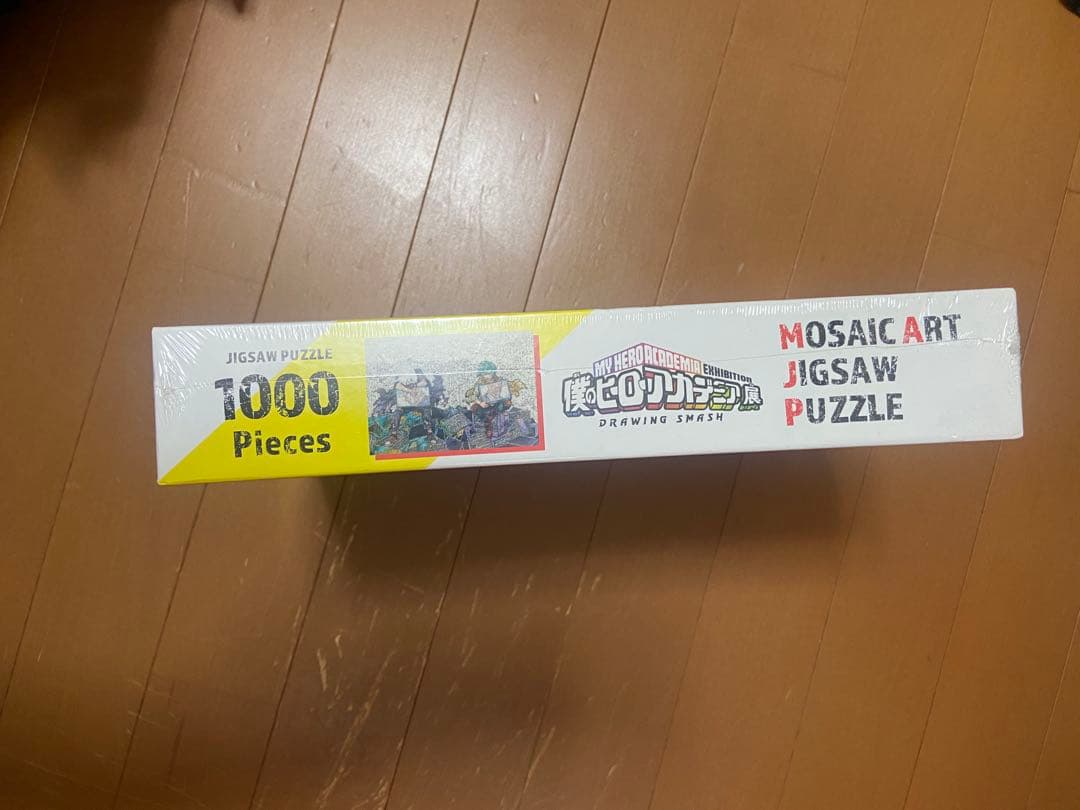 JIGSAW PUZZLE
1000
Pieces
MY HERO ACADEMIA EXHIBITION
僕のヒーローアカデミア展
DRAWING SMASH
MOSAIC ART
JIGSAW
PUZZLE